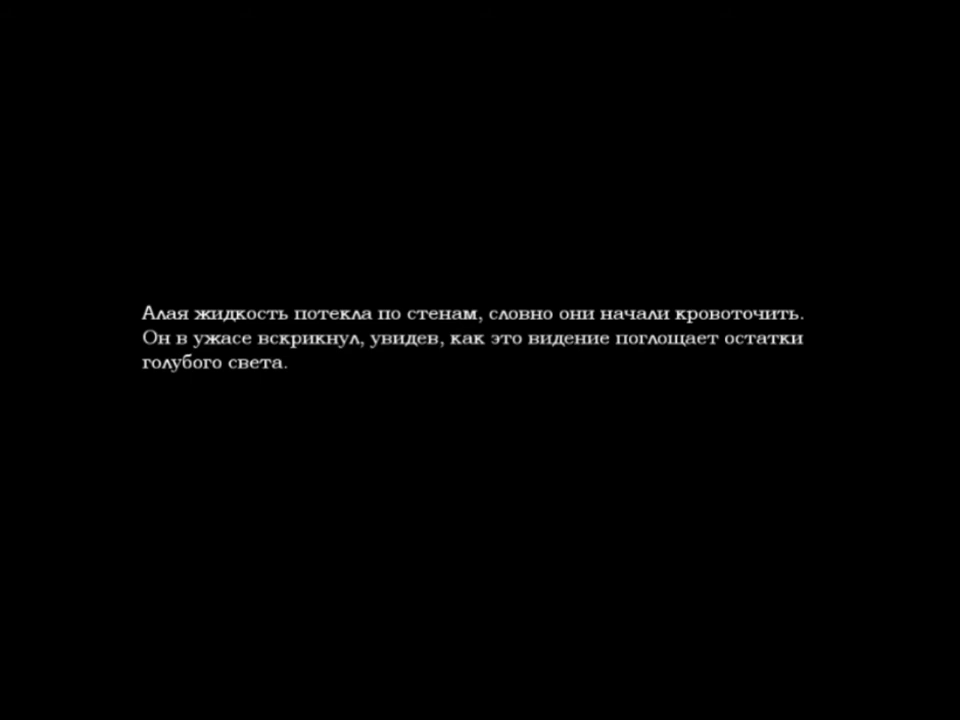 Алая жидкость потекла по стенам, словно они начали кровоточить.
Он в ужасе вскрикнул, увидев, как это видение поглощает остатки
голубого света.